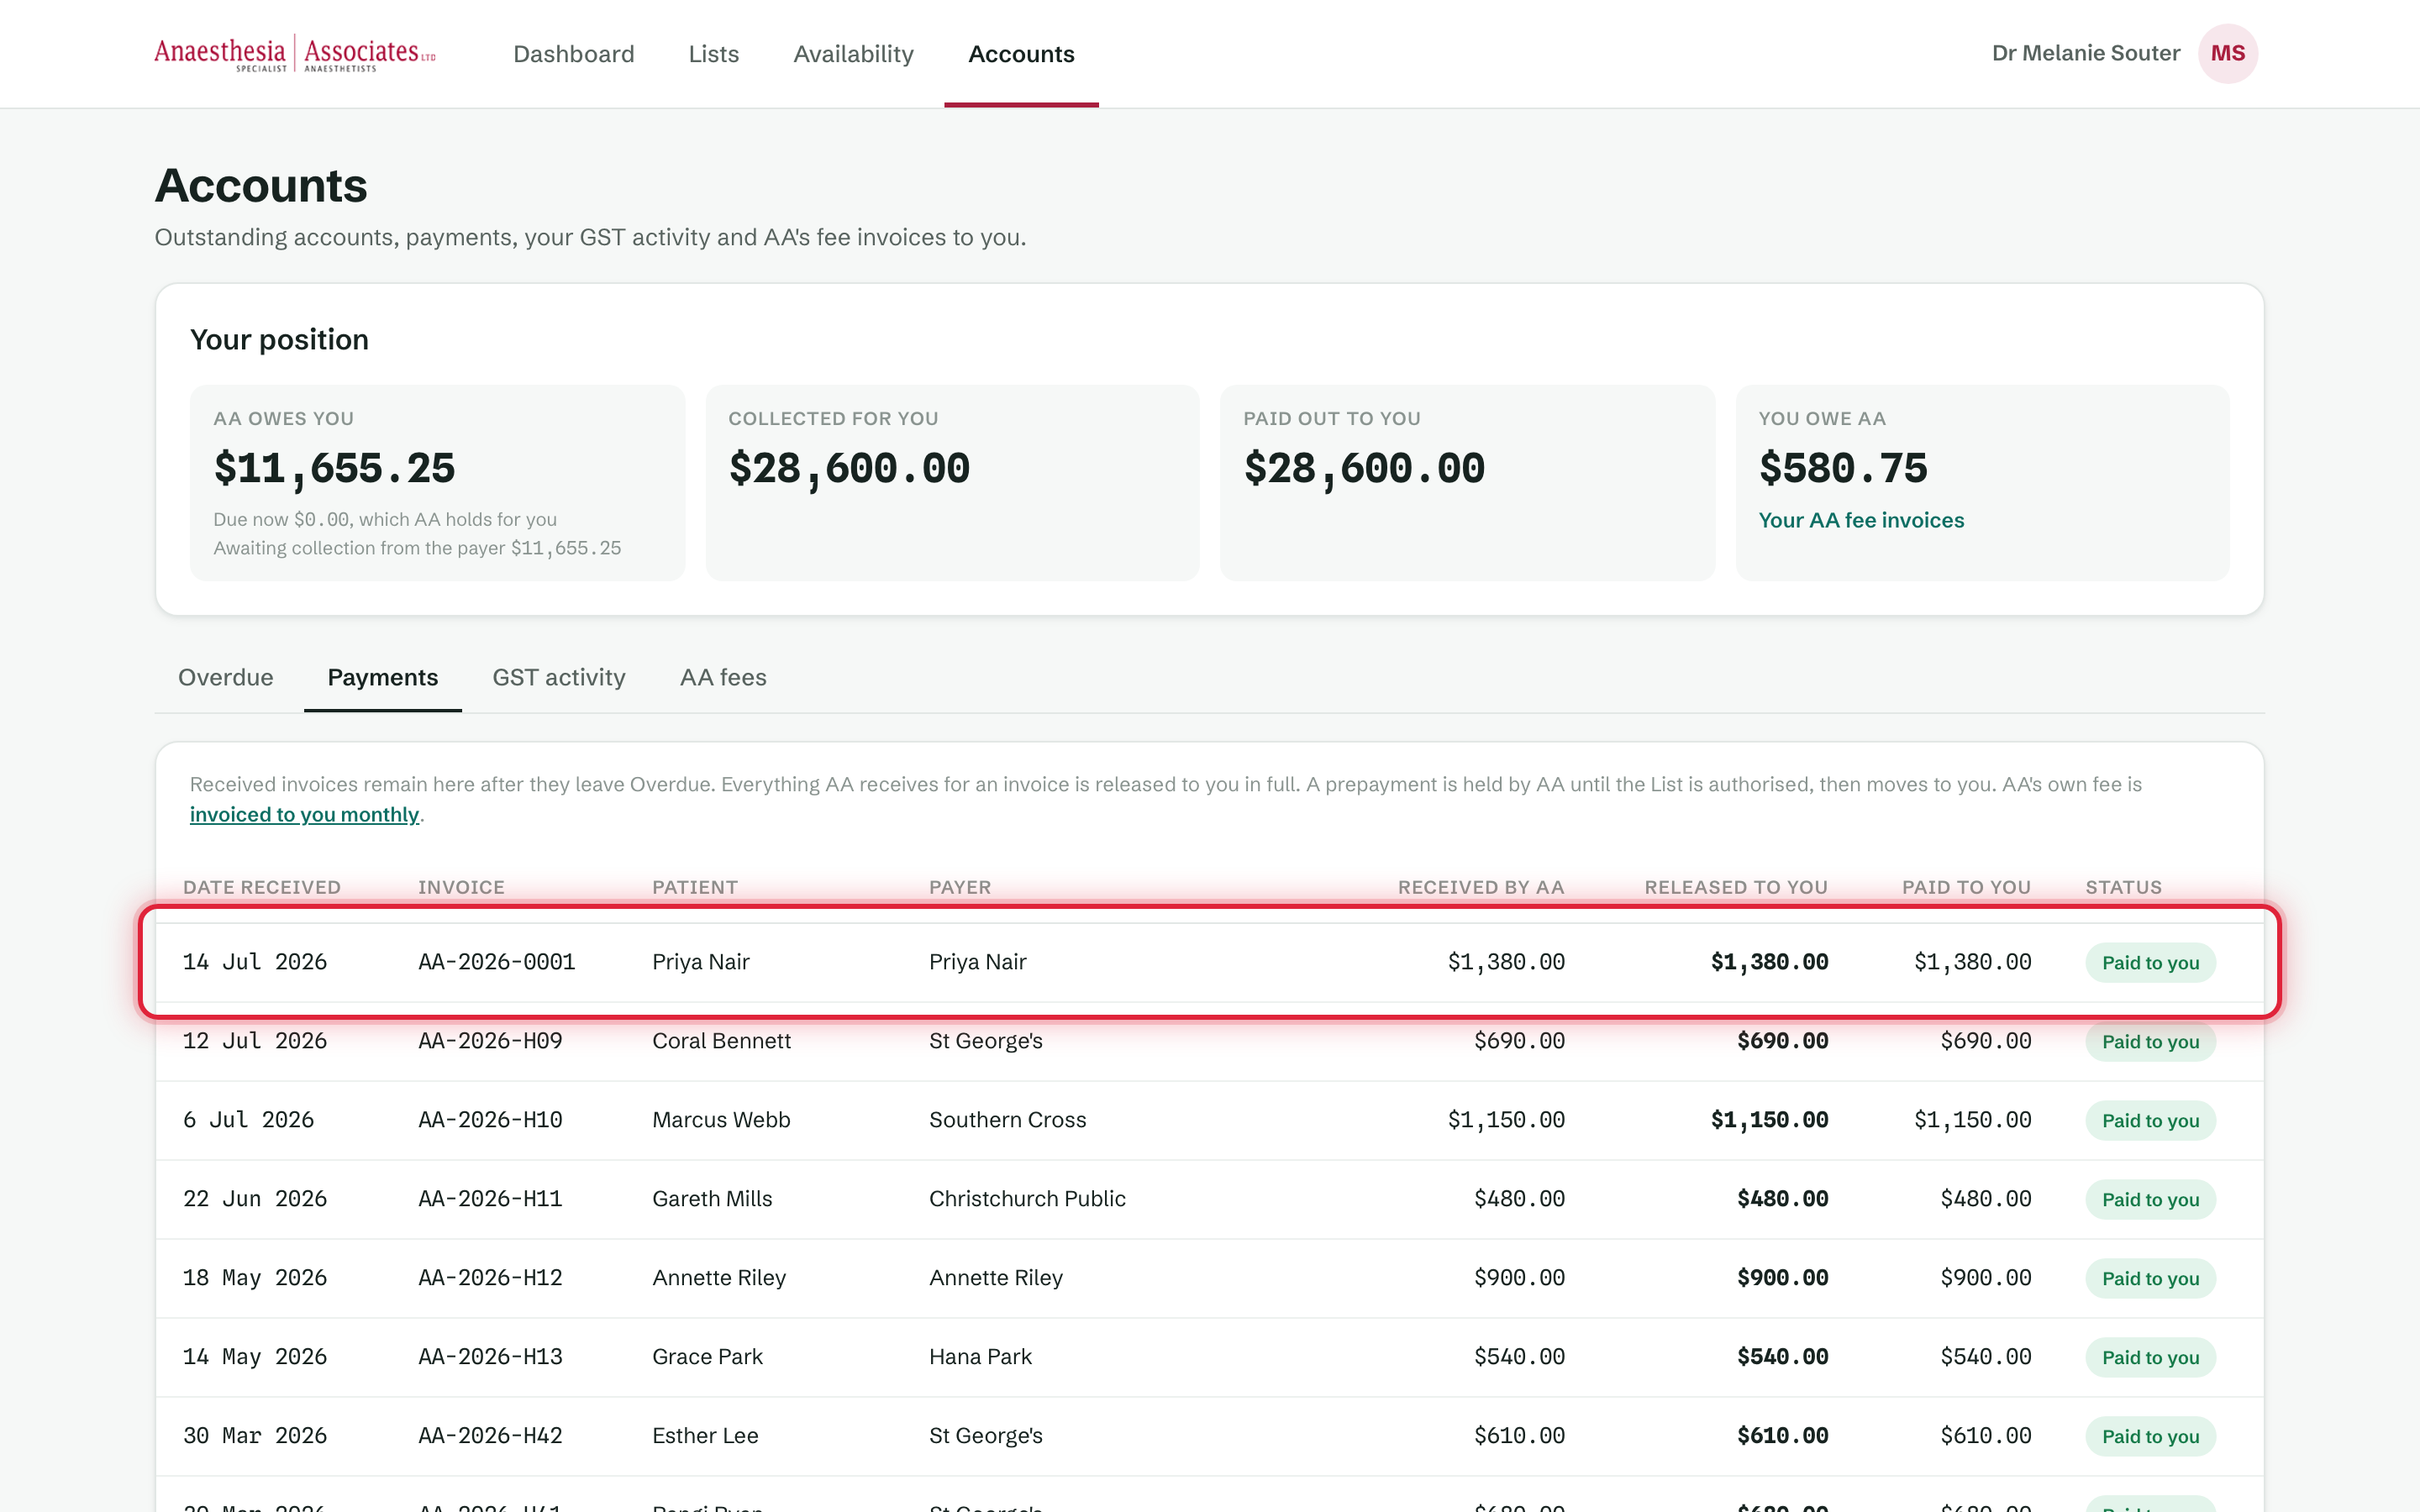 Anaesthesia | Associates LTD
SPECIALIST ANAESTHETISTS
Dashboard Lists Availability Accounts
Dr Melanie Souter MS
Accounts
Outstanding accounts, payments, your GST activity and AA's fee invoices to you.
Your position
AA OWES YOU COLLECTED FOR YOU PAID OUT TO YOU YOU OWE AA
$11,655.25 $28,600.00 $28,600.00 $580.75
Due now $0.00, which AA holds for you Your AA fee invoices
Awaiting collection from the payer $11,655.25
Overdue Payments GST activity AA fees
Received invoices remain here after they leave Overdue. Everything AA receives for an invoice is released to you in full. A prepayment is held by AA until the List is authorised, then moves to you. AA's own fee is
invoiced to you monthly.
DATE RECEIVED INVOICE PATIENT PAYER RECEIVED BY AA RELEASED TO YOU PAID TO YOU STATUS
14 Jul 2026 AA-2026-0001 Priya Nair Priya Nair $1,380.00 $1,380.00 $1,380.00 Paid to you
12 Jul 2026 AA-2026-H09 Coral Bennett St George's $690.00 $690.00 $690.00 Paid to you
6 Jul 2026 AA-2026-H10 Marcus Webb Southern Cross $1,150.00 $1,150.00 $1,150.00 Paid to you
22 Jun 2026 AA-2026-H11 Gareth Mills Christchurch Public $480.00 $480.00 $480.00 Paid to you
18 May 2026 AA-2026-H12 Annette Riley Annette Riley $900.00 $900.00 $900.00 Paid to you
14 May 2026 AA-2026-H13 Grace Park Hana Park $540.00 $540.00 $540.00 Paid to you
30 Mar 2026 AA-2026-H42 Esther Lee St George's $610.00 $610.00 $610.00 Paid to you